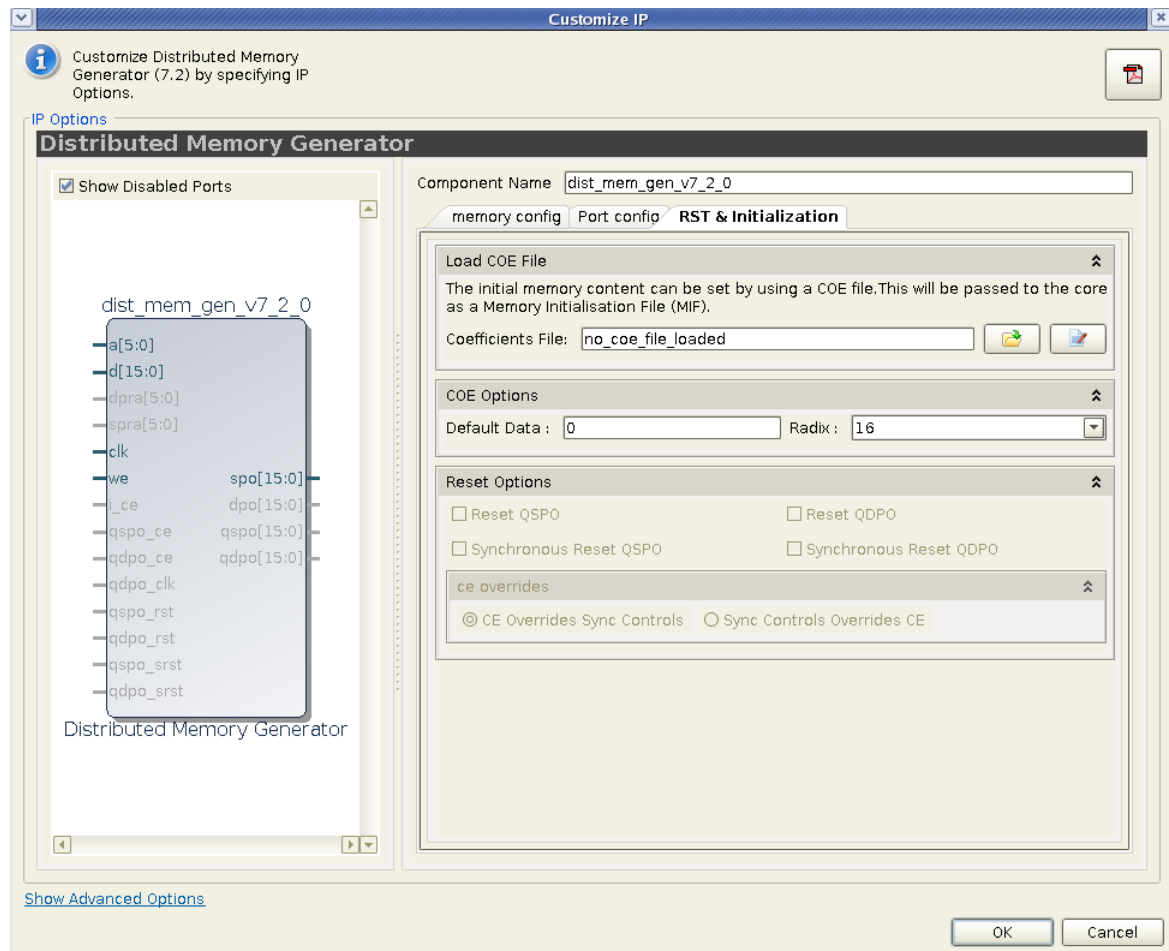 Customize IP
Customize Distributed Memory
Generator (7.2) by specifying IP
Options.
IP Options
Distributed Memory Generator
Show Disabled Ports
dist_mem_gen_v7_2_0
a[5:0]
d[15:0]
dpra[5:0]
spra[5:0]
clk
we spo[15:0]
i_ce dpo[15:0]
qspo_ce qspo[15:0]
qdpo_ce qdpo[15:0]
qdpo_clk
qspo_rst
qdpo_rst
qspo_srst
qdpo_srst
Distributed Memory Generator
Component Name dist_mem_gen_v7_2_0
memory config Port config RST & Initialization
Load COE File
The initial memory content can be set by using a COE file.This will be passed to the core
as a Memory Initialisation File (MIF).
Coefficients File: no_coe_file_loaded
COE Options
Default Data : 0 Radix : 16
Reset Options
Reset QSPO Reset QDPO
Synchronous Reset QSPO Synchronous Reset QDPO
ce overrides
CE Overrides Sync Controls Sync Controls Overrides CE
Show Advanced Options
OK Cancel